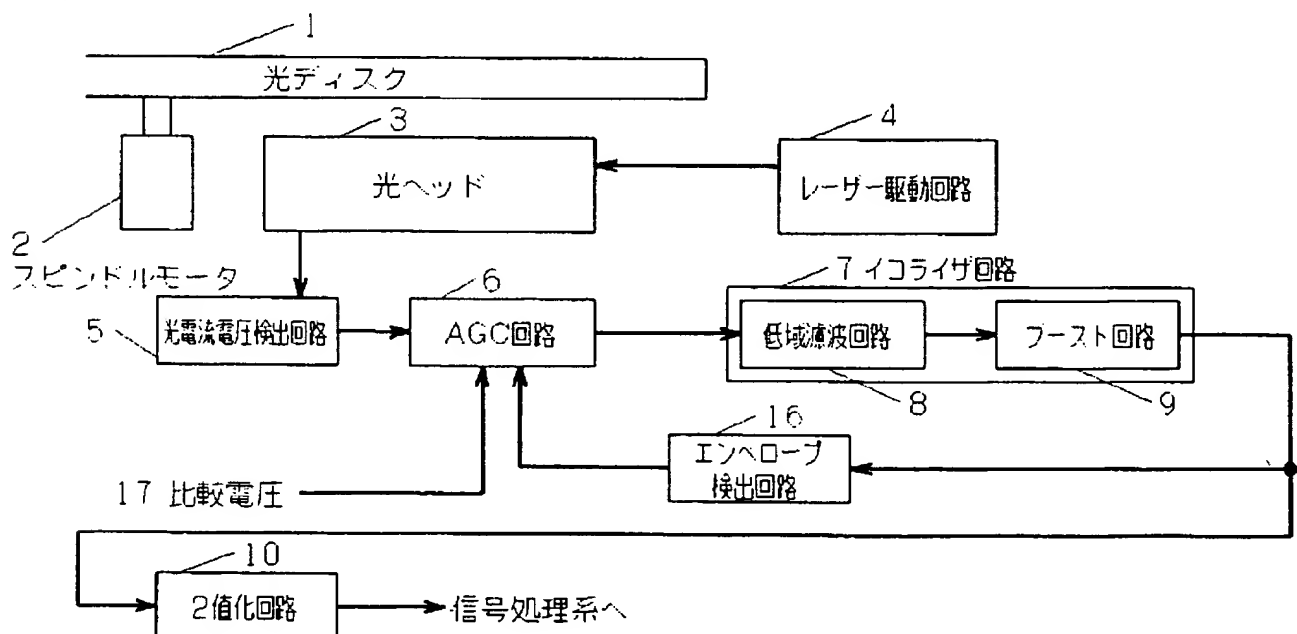 1
光ディスク
3
4
光ヘッド
レーザー駆動回路
2
スピンドルモータ
6
7 イコライザ回路
5
光電流電圧検出回路
AGC回路
低域濾波回路
ブースト回路
8
9
16
エンベロープ
検出回路
17 比較電圧
10
2値化回路
信号処理系へ